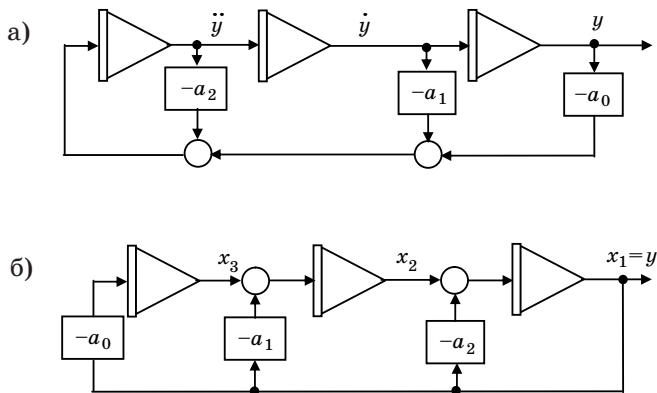 а)
ÿ ẏ y
−a₂
−a₁
−a₀
б)
x₃ x₂ x₁=y
−a₀
−a₁
−a₂